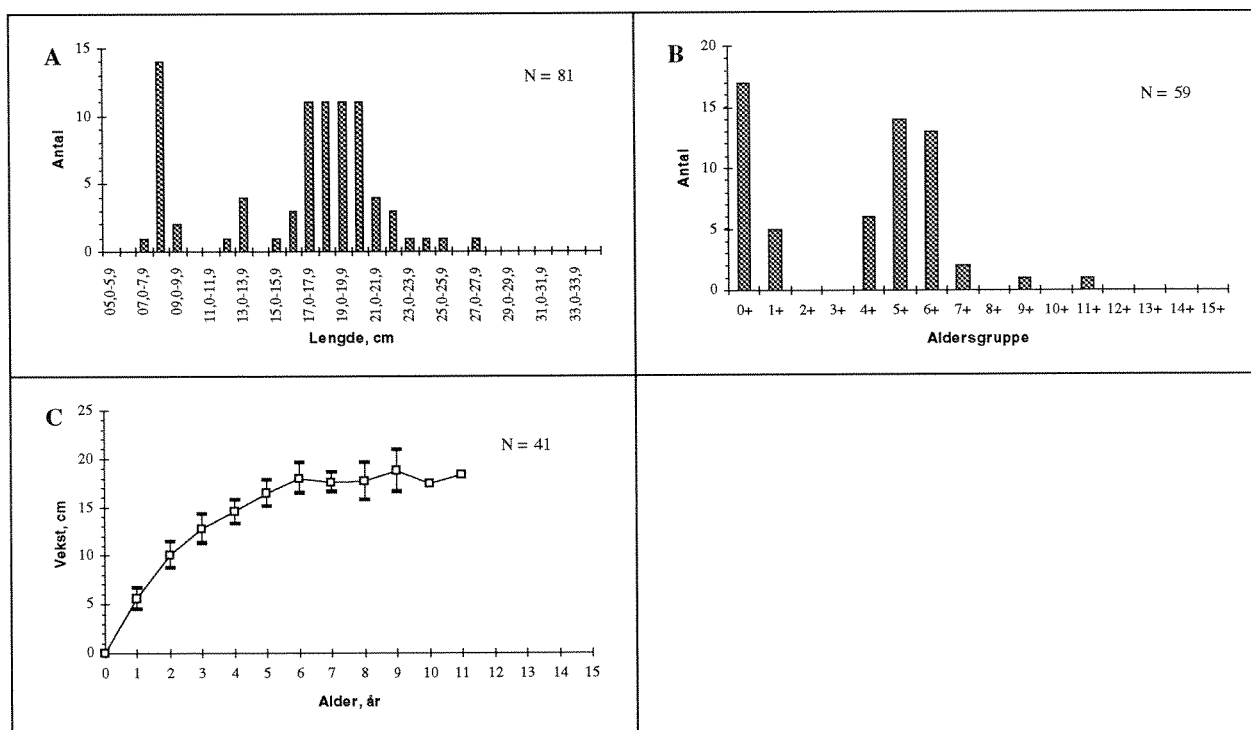 A
N = 81
Antal
15
10
5
0
05,0-5,9
07,0-7,9
09,0-9,9
11,0-11,9
13,0-13,9
15,0-15,9
17,0-17,9
19,0-19,9
21,0-21,9
23,0-23,9
25,0-25,9
27,0-27,9
29,0-29,9
31,0-31,9
33,0-33,9
Lengde, cm
B
N = 59
Antal
20
15
10
5
0
0+ 1+ 2+ 3+ 4+ 5+ 6+ 7+ 8+ 9+ 10+ 11+ 12+ 13+ 14+ 15+
Aldersgruppe
C
N = 41
Vekst, cm
25
20
15
10
5
0
0 1 2 3 4 5 6 7 8 9 10 11 12 13 14 15
Alder, år